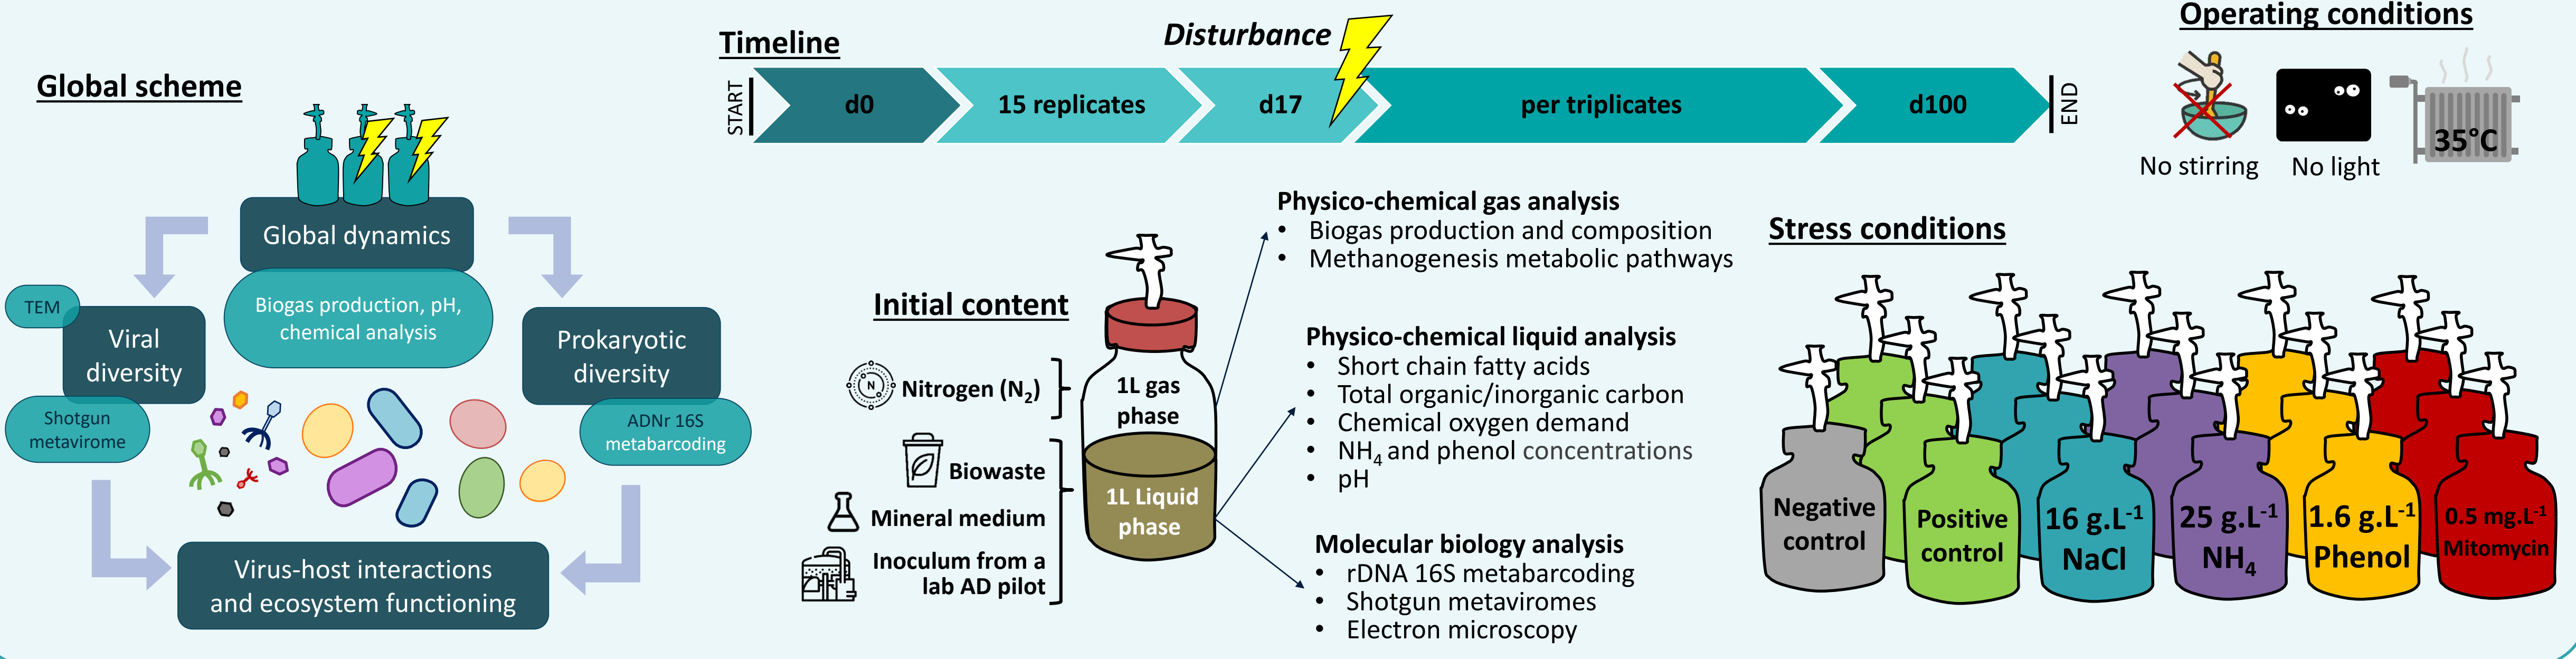 Global scheme
Global dynamics
Biogas production, pH,
chemical analysis
TEM
Viral
diversity
Shotgun
metavirome
Prokaryotic
diversity
ADNr 16S
metabarcoding
Virus-host interactions
and ecosystem functioning
Timeline
Disturbance
START
d0
15 replicates
d17
per triplicates
d100
END
Operating conditions
No stirring
No light
35°C
Initial content
N
Nitrogen (N₂)
Biowaste
Mineral medium
Inoculum from a
lab AD pilot
1L gas
phase
1L Liquid
phase
Physico-chemical gas analysis
• Biogas production and composition
• Methanogenesis metabolic pathways
Physico-chemical liquid analysis
• Short chain fatty acids
• Total organic/inorganic carbon
• Chemical oxygen demand
• NH₄ and phenol concentrations
• pH
Molecular biology analysis
• rDNA 16S metabarcoding
• Shotgun metaviromes
• Electron microscopy
Stress conditions
Negative
control
Positive
control
16 g.L⁻¹
NaCl
25 g.L⁻¹
NH₄
1.6 g.L⁻¹
Phenol
0.5 mg.L⁻¹
Mitomycin